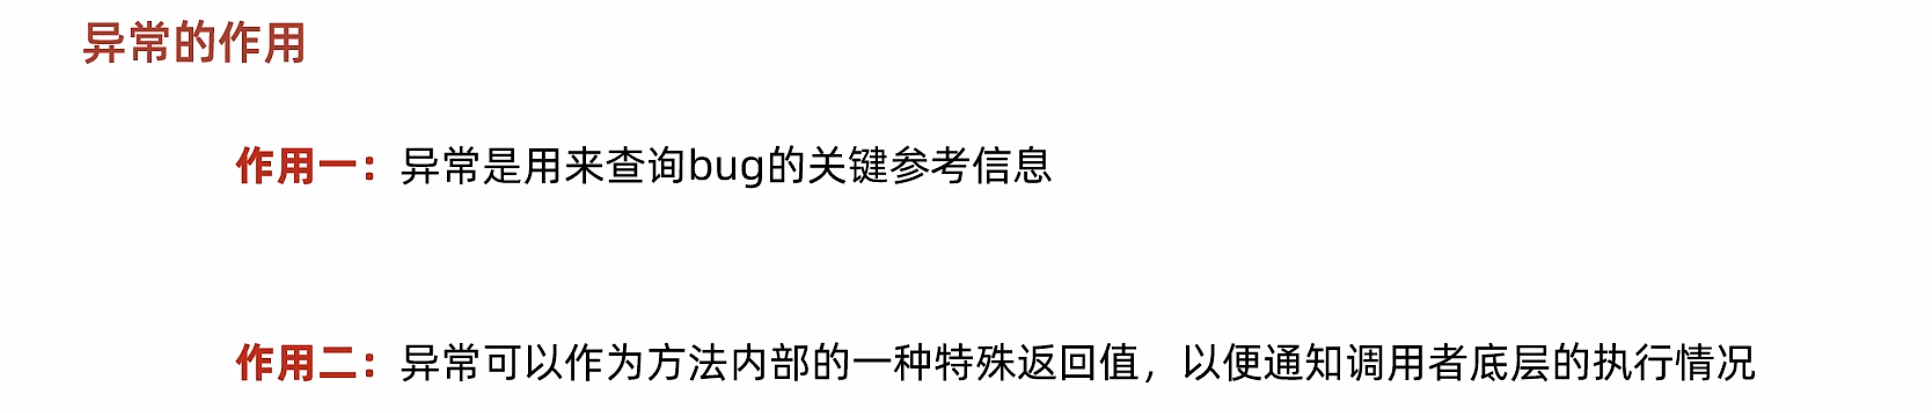 异常的作用
作用一：异常是用来查询bug的关键参考信息
作用二：异常可以作为方法内部的一种特殊返回值，以便通知调用者底层的执行情况